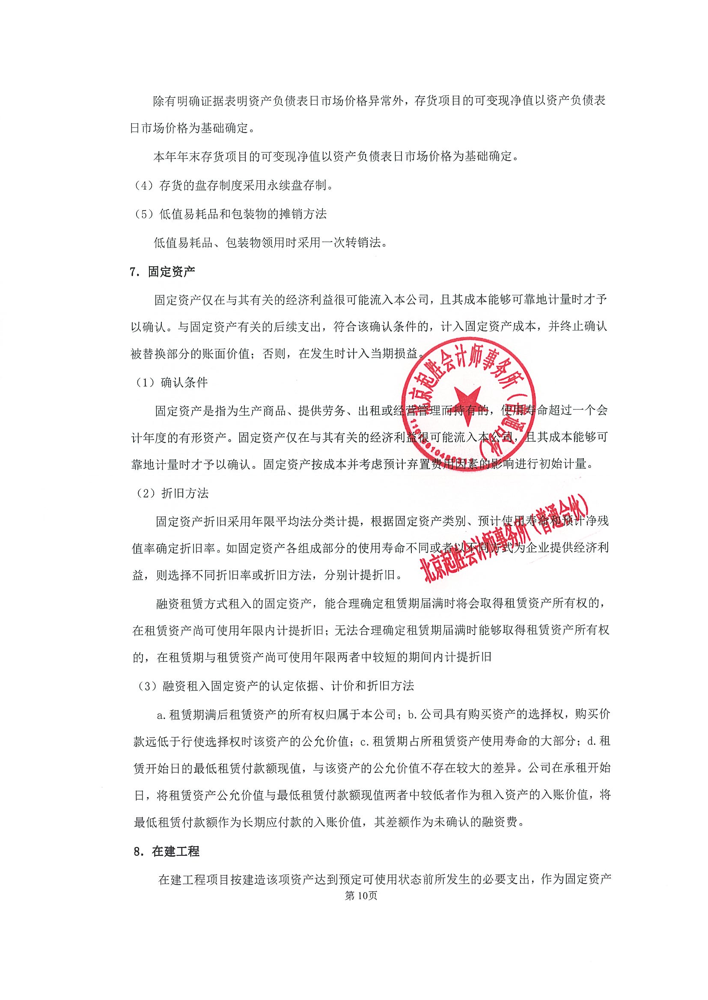 除有明确证据表明资产负债表日市场价格异常外，存货项目的可变现净值以资产负债表
日市场价格为基础确定。
本年年末存货项目的可变现净值以资产负债表日市场价格为基础确定。
（4）存货的盘存制度采用永续盘存制。
（5）低值易耗品和包装物的摊销方法
低值易耗品、包装物领用时采用一次转销法。
7. 固定资产
固定资产仅在与其有关的经济利益很可能流入本公司，且其成本能够可靠地计量时才予
以确认。与固定资产有关的后续支出，符合该确认条件的，计入固定资产成本，并终止确认
被替换部分的账面价值；否则，在发生时计入当期损益。
（1）确认条件
固定资产是指为生产商品、提供劳务、出租或经营管理而持有的，使用寿命超过一个会
计年度的有形资产。固定资产仅在与其有关的经济利益很可能流入本公司，且其成本能够可
靠地计量时才予以确认。固定资产按成本并考虑预计弃置费用因素的影响进行初始计量。
北京起胜会计师事务所（普通合伙）
（2）折旧方法
固定资产折旧采用年限平均法分类计提，根据固定资产类别、预计使用寿命和预计净残
值率确定折旧率。如固定资产各组成部分的使用寿命不同或者以不同方式为企业提供经济利
益，则选择不同折旧率或折旧方法，分别计提折旧。
北京起胜会计师事务所（普通合伙）
融资租赁方式租入的固定资产，能合理确定租赁期届满时将会取得租赁资产所有权的，
在租赁资产尚可使用年限内计提折旧；无法合理确定租赁期届满时能够取得租赁资产所有权
的，在租赁期与租赁资产尚可使用年限两者中较短的期间内计提折旧
（3）融资租入固定资产的认定依据、计价和折旧方法
a.租赁期满后租赁资产的所有权归属于本公司；b.公司具有购买资产的选择权，购买价
款远低于行使选择权时该资产的公允价值；c.租赁期占所租赁资产使用寿命的大部分；d.租
赁开始日的最低租赁付款额现值，与该资产的公允价值不存在较大的差异。公司在承租开始
日，将租赁资产公允价值与最低租赁付款额现值两者中较低者作为租入资产的入账价值，将
最低租赁付款额作为长期应付款的入账价值，其差额作为未确认的融资费。
8. 在建工程
在建工程项目按建造该项资产达到预定可使用状态前所发生的必要支出，作为固定资产
第 10页